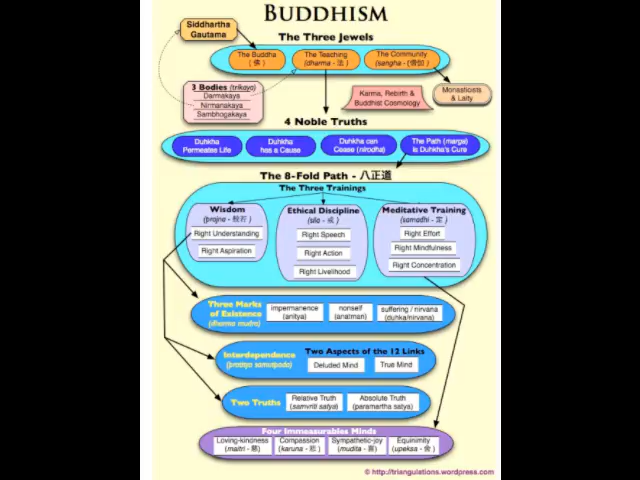 BUDDHISM
Siddhartha
Gautama
The Three Jewels
The Buddha
( 佛 )
The Teaching
(dharma - 法 )
The Community
(sangha - (僧伽 )
3 Bodies (trikaya)
Darmakaya
Nirmanakaya
Sambhogakaya
Karma, Rebirth &
Buddhist Cosmology
Monastics
& Laity
4 Noble Truths
Duhkha
Permeates Life
Duhkha
has a Cause
Duhkha can
Cease (nirodha)
The Path (marga)
is Duhkha's Cure
The 8-Fold Path - 八正道
The Three Trainings
Wisdom
(prajna - 般若 )
Right Understanding
Right Aspiration
Ethical Discipline
(sila - 戒 )
Right Speech
Right Action
Right Livelihood
Meditative Training
(samadhi - 定 )
Right Effort
Right Mindfulness
Right Concentration
Three Marks
of Existence
(dharma mudra)
impermanence
(anitya)
nonself
(anatman)
suffering / nirvana
(duhka/nirvana)
Interdependence
(pratitya samutpada)
Two Aspects of the 12 Links
Deluded Mind
True Mind
Two Truths
Relative Truth
(samvriti satya)
Absolute Truth
(paramartha satya)
Four Immeasurables Minds
Loving-kindness
(maitri - 慈)
Compassion
(karuna - 悲 )
Sympathetic-joy
(mudita - 喜)
Equinimity
(upeksa - 舍 )
© http://triangulations.wordpress.com